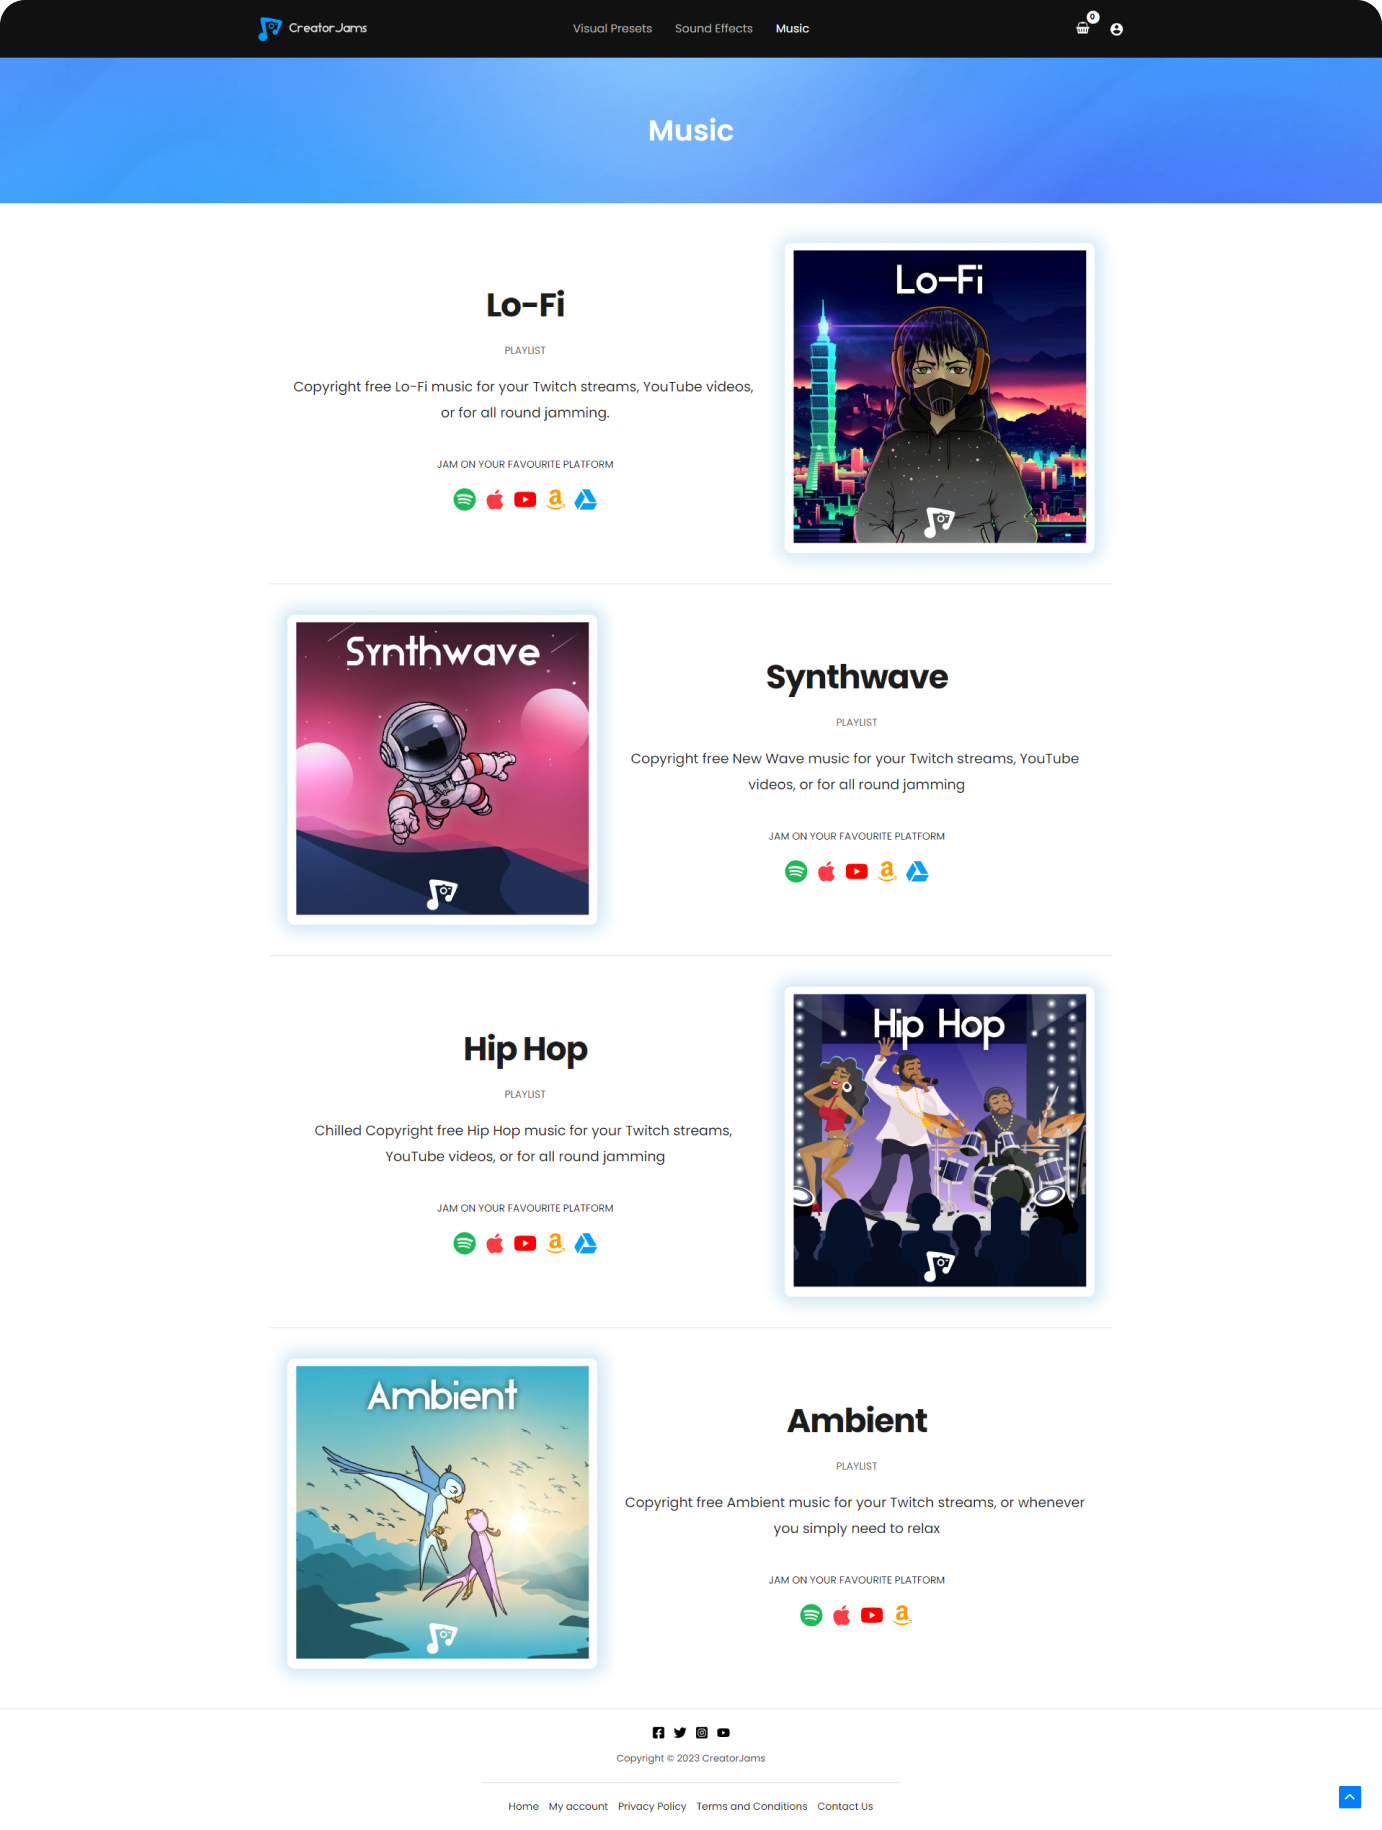 CreatorJams
Visual Presets Sound Effects Music
0
Music
Lo-Fi
PLAYLIST
Copyright free Lo-Fi music for your Twitch streams, YouTube videos,
or for all round jamming.
JAM ON YOUR FAVOURITE PLATFORM
Lo-Fi
Synthwave
Synthwave
PLAYLIST
Copyright free New Wave music for your Twitch streams, YouTube
videos, or for all round jamming
JAM ON YOUR FAVOURITE PLATFORM
Hip Hop
PLAYLIST
Chilled Copyright free Hip Hop music for your Twitch streams,
YouTube videos, or for all round jamming
JAM ON YOUR FAVOURITE PLATFORM
Hip Hop
Ambient
Ambient
PLAYLIST
Copyright free Ambient music for your Twitch streams, or whenever
you simply need to relax
JAM ON YOUR FAVOURITE PLATFORM
Copyright © 2023 CreatorJams
Home My account Privacy Policy Terms and Conditions Contact Us